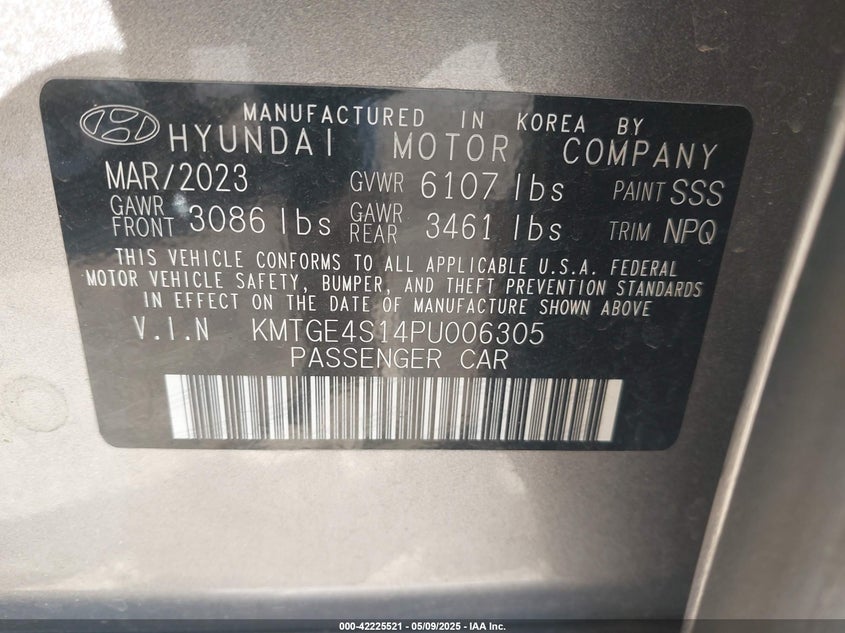 MANUFACTURED IN KOREA BY
HYUNDAI MOTOR COMPANY
MAR/2023 GVWR 6107 lbs PAINT SSS
GAWR FRONT 3086 lbs GAWR REAR 3461 lbs TRIM NPQ
THIS VEHICLE CONFORMS TO ALL APPLICABLE U.S.A. FEDERAL
MOTOR VEHICLE SAFETY, BUMPER, AND THEFT PREVENTION STANDARDS
IN EFFECT ON THE DATE OF MANUFACTURE SHOWN ABOVE
V.I.N KMTGE4S14PU006305
PASSENGER CAR
000-42225521 | 05/09/2025 - IAA Inc.